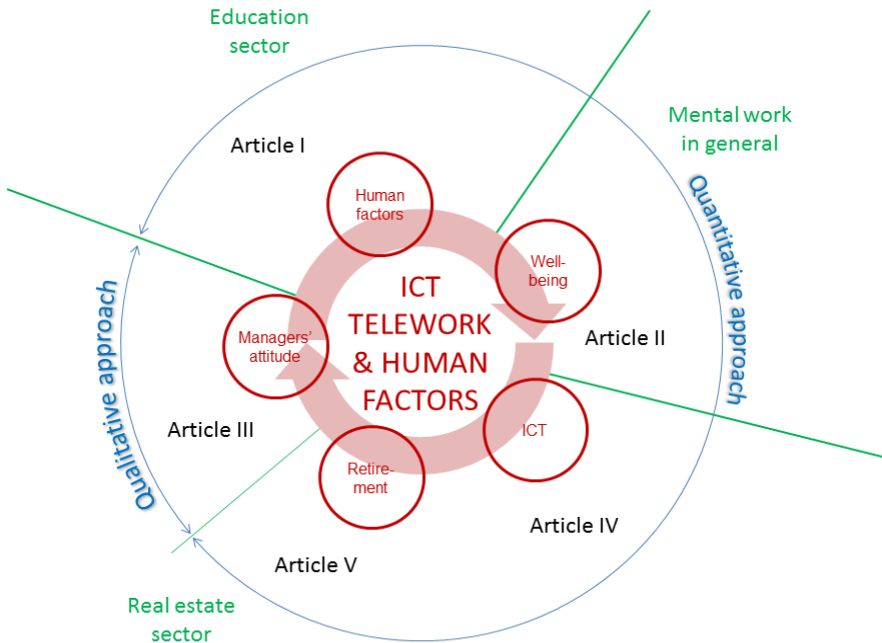 Education
sector
Mental work
in general
Article I
Human
factors
Well-
being
Quantitative approach
ICT
TELEWORK
& HUMAN
FACTORS
Managers'
attitude
Article II
Qualitative approach
Article III
ICT
Retire-
ment
Article IV
Article V
Real estate
sector